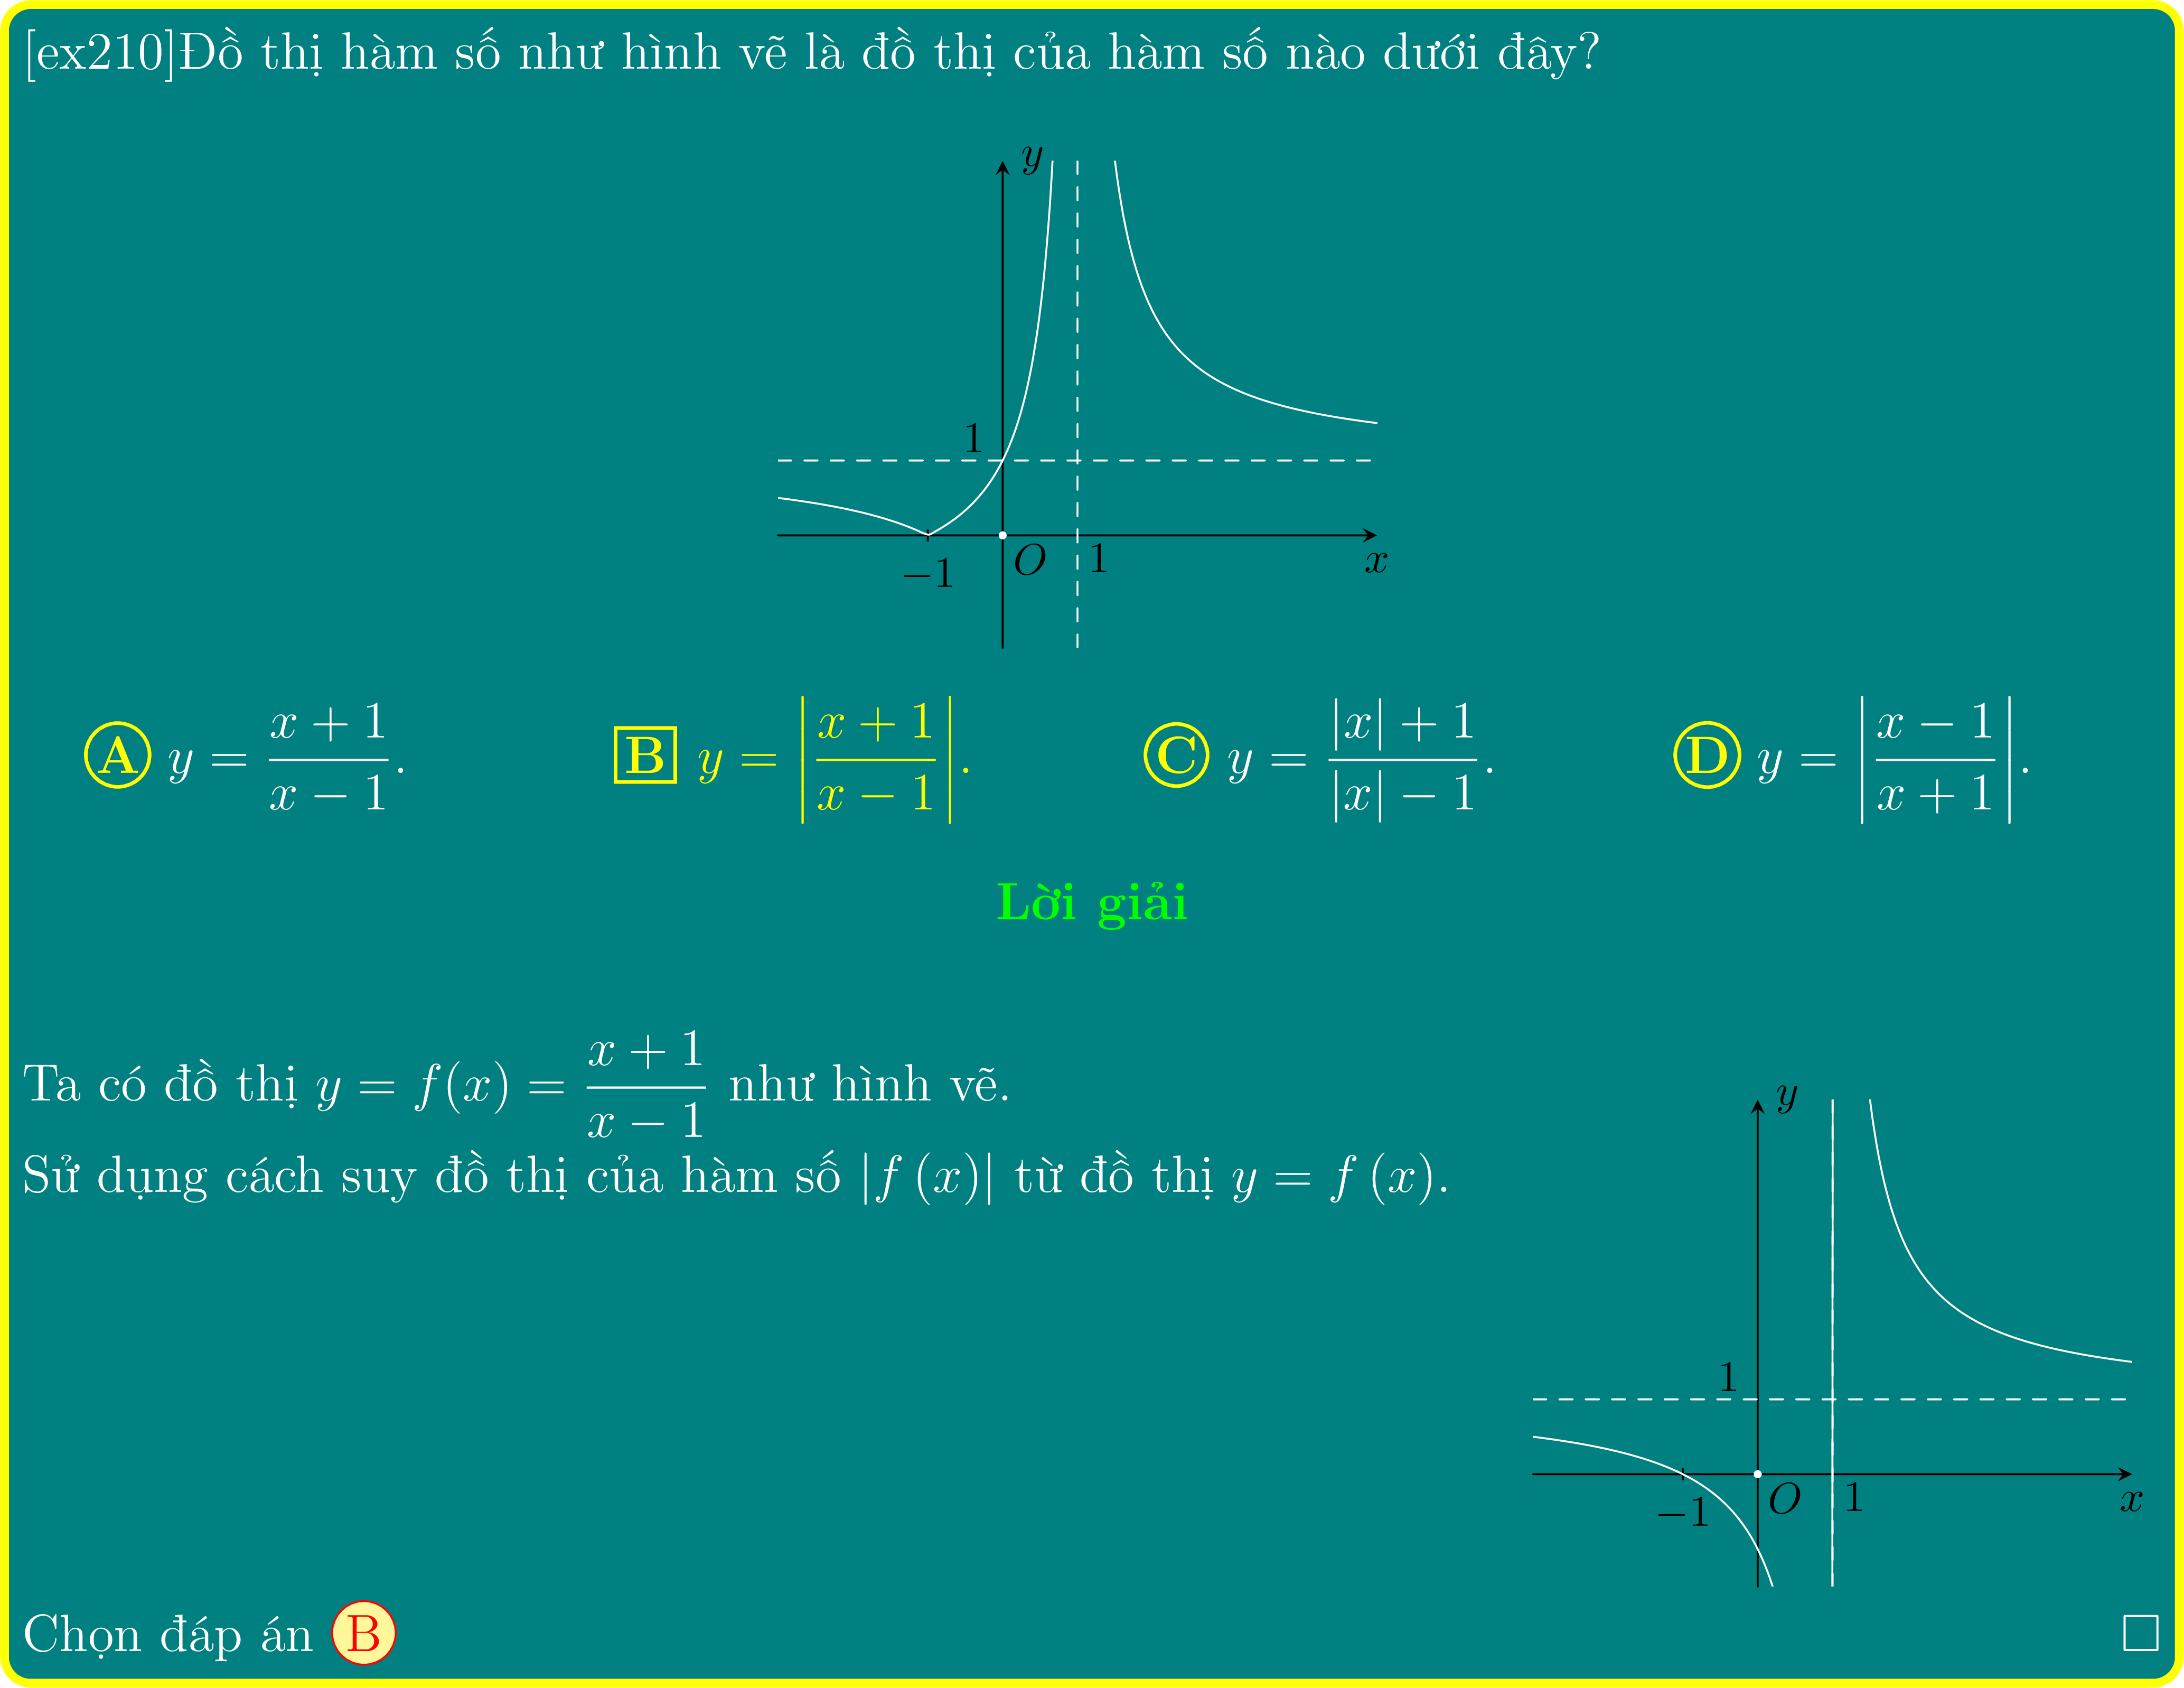 [ex210]Đồ thị hàm số như hình vẽ là đồ thị của hàm số nào dưới đây?
y
1
−1
O
1
x
A y = \frac{x + 1}{x − 1}.
B y = \left|\frac{x + 1}{x − 1}\right|.
C y = \frac{|x| + 1}{|x| − 1}.
D y = \left|\frac{x − 1}{x + 1}\right|.
Lời giải
Ta có đồ thị y = f(x) = \frac{x + 1}{x − 1} như hình vẽ.
Sử dụng cách suy đồ thị của hàm số |f (x)| từ đồ thị y = f (x).
y
1
−1
O
1
x
Chọn đáp án B □